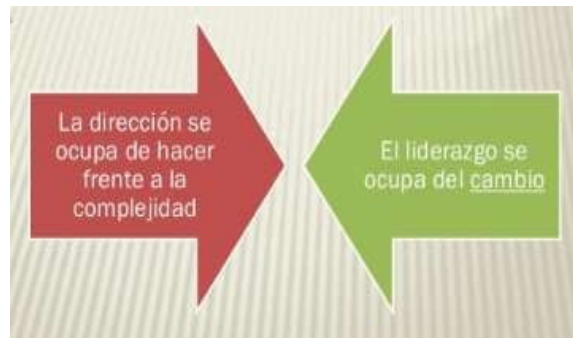 La dirección se
ocupa de hacer
frente a la
complejidad
El liderazgo se
ocupa del cambio